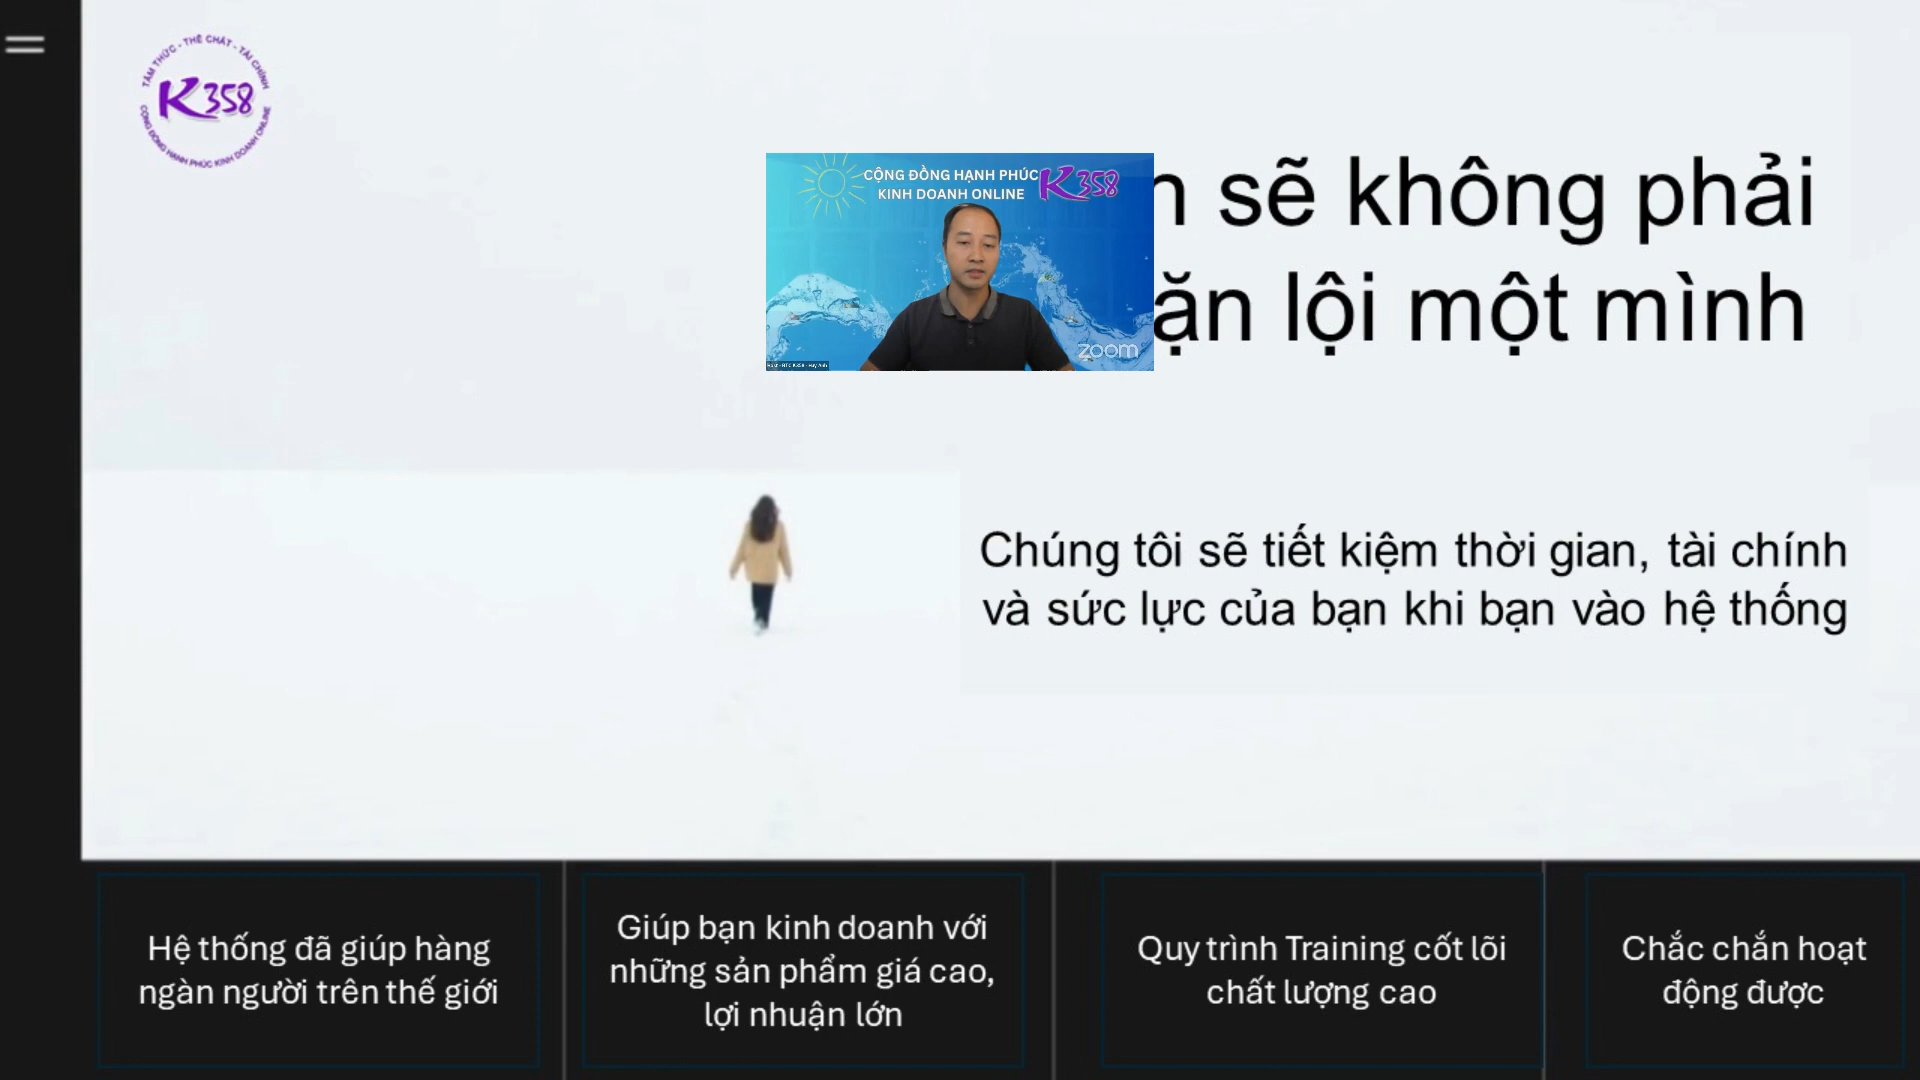 TÂM THỨC - THỂ CHẤT - TÀI CHÍNH
K358
CỘNG ĐỒNG HẠNH PHÚC KINH DOANH ONLINE
CỘNG ĐỒNG HẠNH PHÚC
KINH DOANH ONLINE
K358
zoom
sẽ không phải
lội một mình
Chúng tôi sẽ tiết kiệm thời gian, tài chính
và sức lực của bạn khi bạn vào hệ thống
Hệ thống đã giúp hàng
ngàn người trên thế giới
Giúp bạn kinh doanh với
những sản phẩm giá cao,
lợi nhuận lớn
Quy trình Training cốt lõi
chất lượng cao
Chắc chắn hoạt
động được